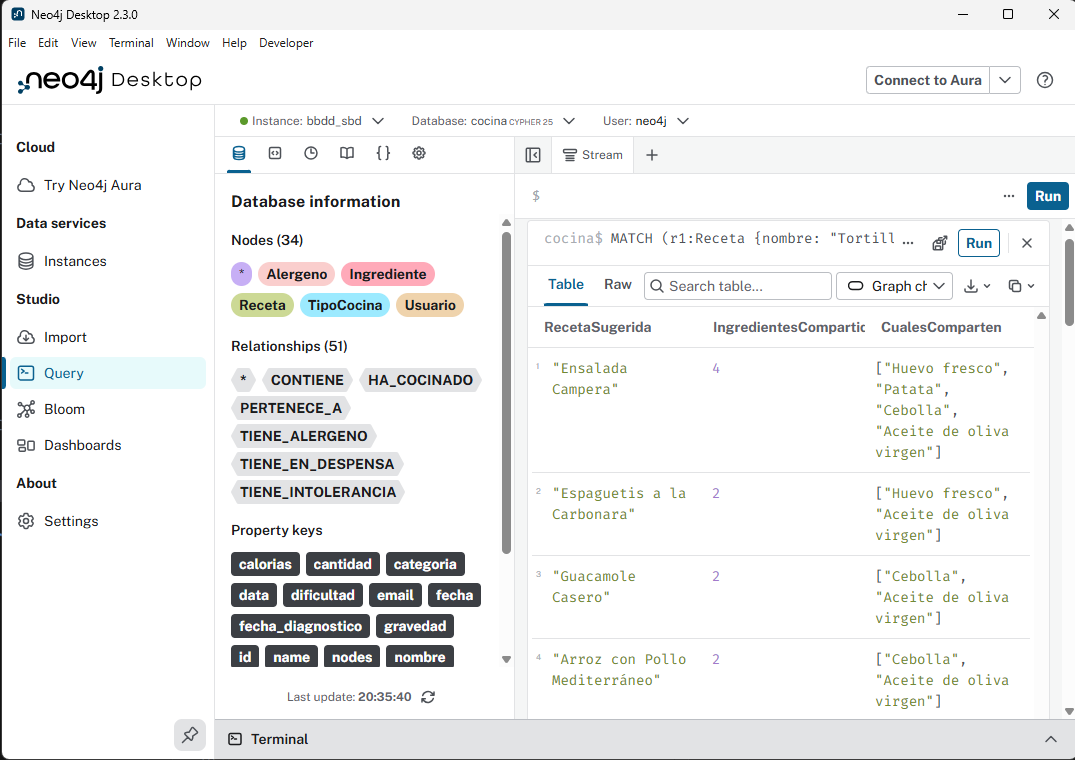 Neo4j Desktop 2.3.0
File Edit View Terminal Window Help Developer
neo4j Desktop
Connect to Aura
Instance: bbdd_sbd Database: cocina CYPHER 25 User: neo4j
Cloud
Try Neo4j Aura
Data services
Instances
Studio
Import
Query
Bloom
Dashboards
About
Settings
Database information
Nodes (34)
* Alergeno Ingrediente
Receta TipoCocina Usuario
Relationships (51)
* CONTIENE HA_COCINADO
PERTENECE_A
TIENE_ALERGENO
TIENE_EN_DESPENSA
TIENE_INTOLERANCIA
Property keys
calorias cantidad categoria
data dificultad email fecha
fecha_diagnostico gravedad
id name nodes nombre
Last update: 20:35:40
Stream
$ ... Run
cocina$ MATCH (r1:Receta {nombre: "Tortill ... Run
Table Raw Search table... Graph ch
RecetaSugerida IngredientesCompartic CualesComparten
1 "Ensalada 4 ["Huevo fresco",
Campera" "Patata",
"Cebolla",
"Aceite de oliva
virgen"]
2 "Espaguetis a la 2 ["Huevo fresco",
Carbonara" "Aceite de oliva
virgen"]
3 "Guacamole 2 ["Cebolla",
Casero" "Aceite de oliva
virgen"]
4 "Arroz con Pollo 2 ["Cebolla",
Mediterráneo" "Aceite de oliva
virgen"]
Terminal